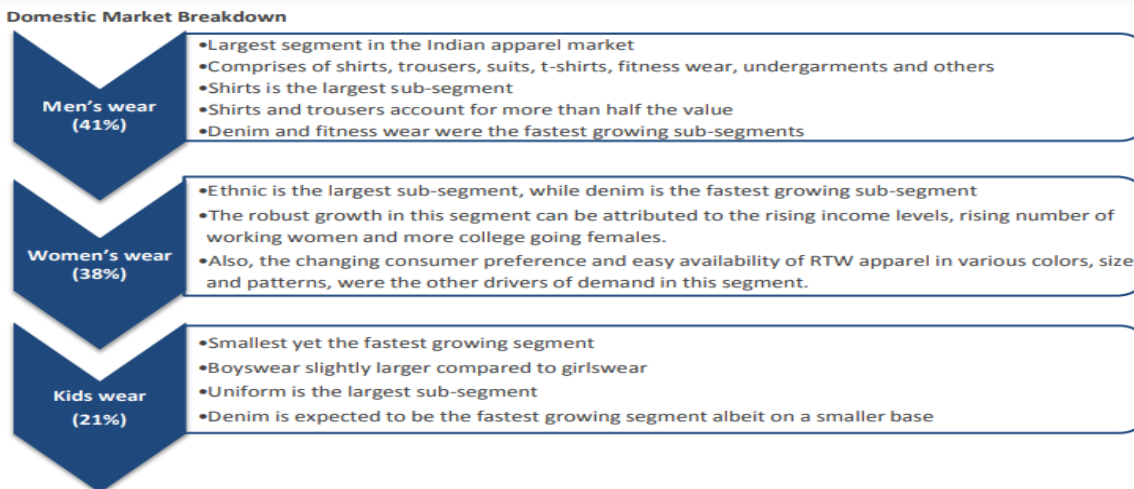 Domestic Market Breakdown
Men's wear
(41%)
•Largest segment in the Indian apparel market
•Comprises of shirts, trousers, suits, t-shirts, fitness wear, undergarments and others
•Shirts is the largest sub-segment
•Shirts and trousers account for more than half the value
•Denim and fitness wear were the fastest growing sub-segments
Women's wear
(38%)
•Ethnic is the largest sub-segment, while denim is the fastest growing sub-segment
•The robust growth in this segment can be attributed to the rising income levels, rising number of
working women and more college going females.
•Also, the changing consumer preference and easy availability of RTW apparel in various colors, size
and patterns, were the other drivers of demand in this segment.
Kids wear
(21%)
•Smallest yet the fastest growing segment
•Boyswear slightly larger compared to girlswear
•Uniform is the largest sub-segment
•Denim is expected to be the fastest growing segment albeit on a smaller base